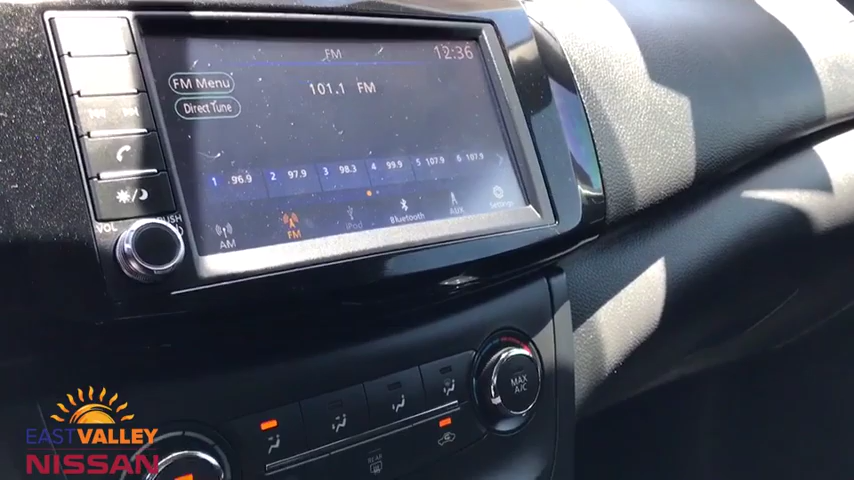 FM
12:36
FM Menu
101.1 FM
Direct Tune
1 96.9 2 97.9 3 98.3 4 99.9 5 107.9 6 107.9
AM FM iPod Bluetooth AUX Settings
PUSH
VOL
MAX
A/C
REAR
EAST VALLEY
NISSAN